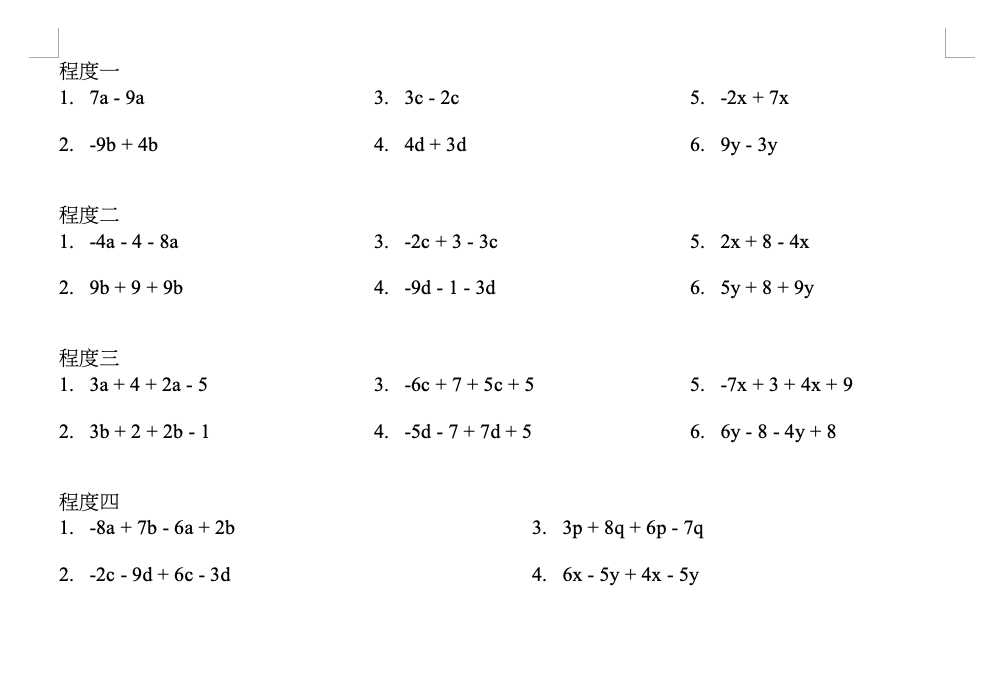 程度一
1. 7a - 9a 3. 3c - 2c 5. -2x + 7x
2. -9b + 4b 4. 4d + 3d 6. 9y - 3y
程度二
1. -4a - 4 - 8a 3. -2c + 3 - 3c 5. 2x + 8 - 4x
2. 9b + 9 + 9b 4. -9d - 1 - 3d 6. 5y + 8 + 9y
程度三
1. 3a + 4 + 2a - 5 3. -6c + 7 + 5c + 5 5. -7x + 3 + 4x + 9
2. 3b + 2 + 2b - 1 4. -5d - 7 + 7d + 5 6. 6y - 8 - 4y + 8
程度四
1. -8a + 7b - 6a + 2b 3. 3p + 8q + 6p - 7q
2. -2c - 9d + 6c - 3d 4. 6x - 5y + 4x - 5y